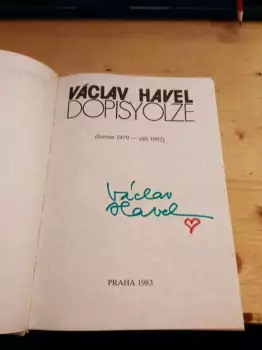 VÁCLAV HAVEL
DOPISY OLZE
(červen 1979 — září 1982)
Václav
Havel
PRAHA 1983